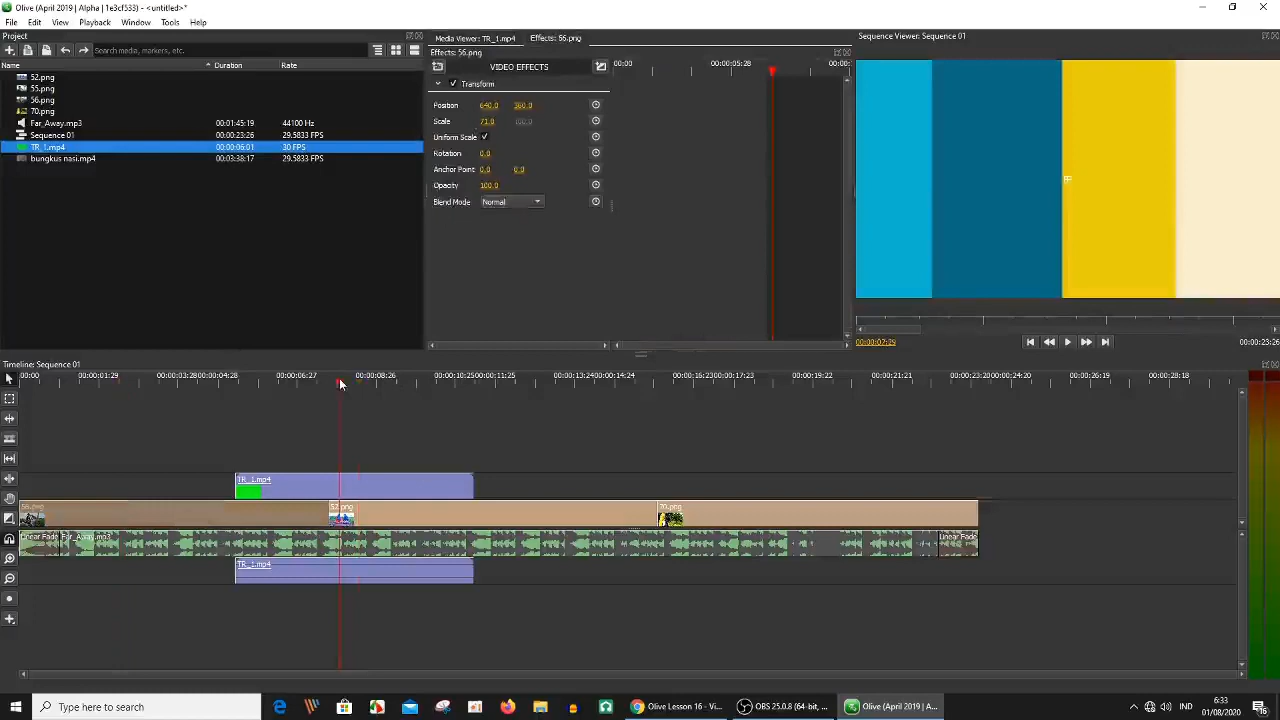 Olive (April 2019 | Alpha | 1e3cf533) - <untitled>*
File Edit View Playback Window Tools Help
Search media, markers, etc.
Name Duration Rate
52.png
55.png
56.png
70.png
Far_Away.mp3 00:01:45:19 44100 Hz
Sequence 01 00:00:23:26 29.5833 FPS
TR_1.mp4 00:00:06:01 30 FPS
bungkus nasi.mp4 00:03:38:17 29.5833 FPS
Media Viewer: TR_1.mp4 Effects: 56.png
Effects: 56.png
VIDEO EFFECTS
Transform
Position 640.0 360.0
Scale 71.0 100.0
Uniform Scale
Rotation 0.0
Anchor Point 0.0 0.0
Opacity 100.0
Blend Mode Normal
:00 00:00:05:28 00:00:
Sequence Viewer: Sequence 01
00:00:07:29 00:00:23:26
Timeline: Sequence 01
00:00 00:00:01:29 00:00:03:28 00:00:04:28 00:00:06:27 00:00:08:26 00:00:10:25 00:00:11:25 00:00:13:24 00:00:14:24 00:00:16:23 00:00:17:23 00:00:19:22 00:00:21:21 00:00:23:20 00:00:24:20 00:00:26:19 00:00:28:18
TR_1.mp4
56.png 52.png 70.png
Linear Fade Far_Away.mp3 Linear Fade
TR_1.mp4
Type here to search
Olive Lesson 16 - Vi...
OBS 25.0.8 (64-bit, ...
Olive (April 2019 | A...
IND
6:33
01/08/2020